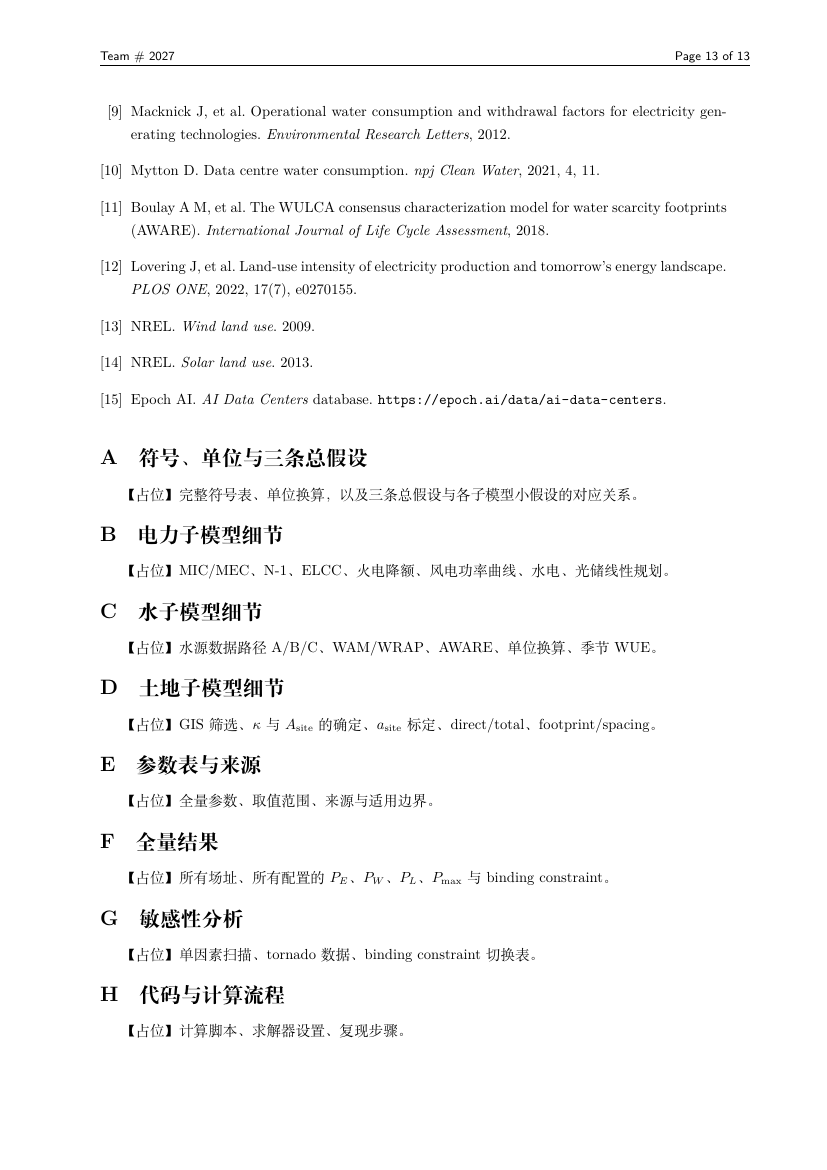 Team # 2027 Page 13 of 13
[9] Macknick J, et al. Operational water consumption and withdrawal factors for electricity gen-
erating technologies. Environmental Research Letters, 2012.
[10] Mytton D. Data centre water consumption. npj Clean Water, 2021, 4, 11.
[11] Boulay A M, et al. The WULCA consensus characterization model for water scarcity footprints
(AWARE). International Journal of Life Cycle Assessment, 2018.
[12] Lovering J, et al. Land-use intensity of electricity production and tomorrow's energy landscape.
PLOS ONE, 2022, 17(7), e0270155.
[13] NREL. Wind land use. 2009.
[14] NREL. Solar land use. 2013.
[15] Epoch AI. AI Data Centers database. https://epoch.ai/data/ai-data-centers.
A 符号、单位与三条总假设
【占位】完整符号表、单位换算，以及三条总假设与各子模型小假设的对应关系。
B 电力子模型细节
【占位】MIC/MEC、N-1、ELCC、火电降额、风电功率曲线、水电、光储线性规划。
C 水子模型细节
【占位】水源数据路径 A/B/C、WAM/WRAP、AWARE、单位换算、季节 WUE。
D 土地子模型细节
【占位】GIS 筛选、κ 与 A_site 的确定、a_site 标定、direct/total、footprint/spacing。
E 参数表与来源
【占位】全量参数、取值范围、来源与适用边界。
F 全量结果
【占位】所有场址、所有配置的 P_E、P_W、P_L、P_max 与 binding constraint。
G 敏感性分析
【占位】单因素扫描、tornado 数据、binding constraint 切换表。
H 代码与计算流程
【占位】计算脚本、求解器设置、复现步骤。